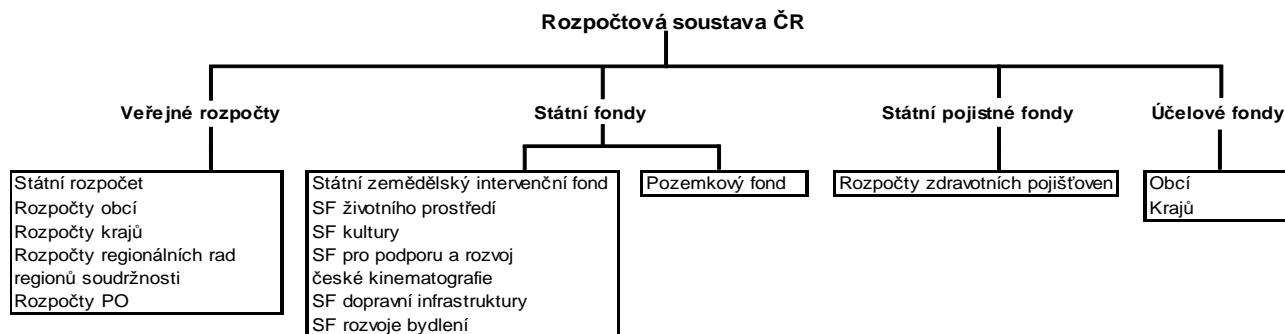 Rozpočtová soustava ČR
Veřejné rozpočty
Státní fondy
Státní pojistné fondy
Účelové fondy
Státní rozpočet
Rozpočty obcí
Rozpočty krajů
Rozpočty regionálních rad
regionů soudržnosti
Rozpočty PO
Státní zemědělský intervenční fond
SF životního prostředí
SF kultury
SF pro podporu a rozvoj
české kinematografie
SF dopravní infrastruktury
SF rozvoje bydlení
Pozemkový fond
Rozpočty zdravotních pojišťoven
Obcí
Krajů